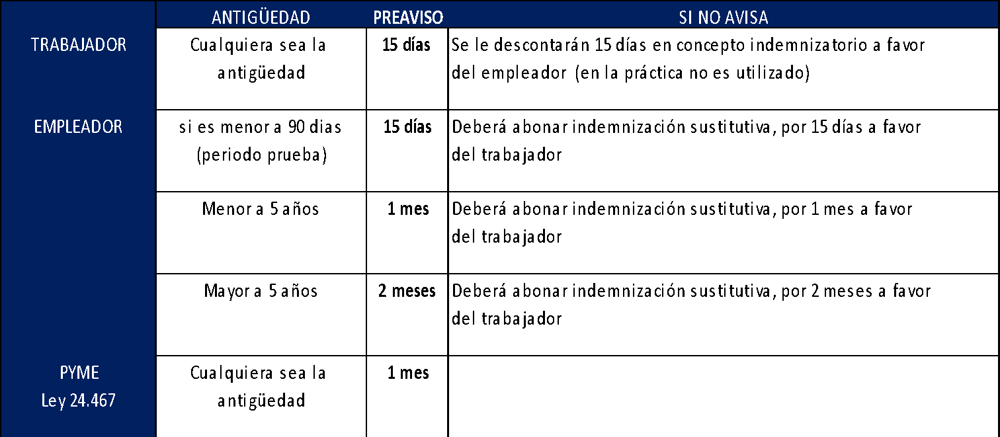 ANTIGÜEDAD PREAVISO SI NO AVISA
TRABAJADOR Cualquiera sea la 15 días Se le descontarán 15 días en concepto indemnizatorio a favor
antigüedad del empleador (en la práctica no es utilizado)
EMPLEADOR si es menor a 90 dias 15 días Deberá abonar indemnización sustitutiva, por 15 días a favor
(periodo prueba) del trabajador
Menor a 5 años 1 mes Deberá abonar indemnización sustitutiva, por 1 mes a favor
del trabajador
Mayor a 5 años 2 meses Deberá abonar indemnización sustitutiva, por 2 meses a favor
del trabajador
PYME Cualquiera sea la 1 mes
Ley 24.467 antigüedad